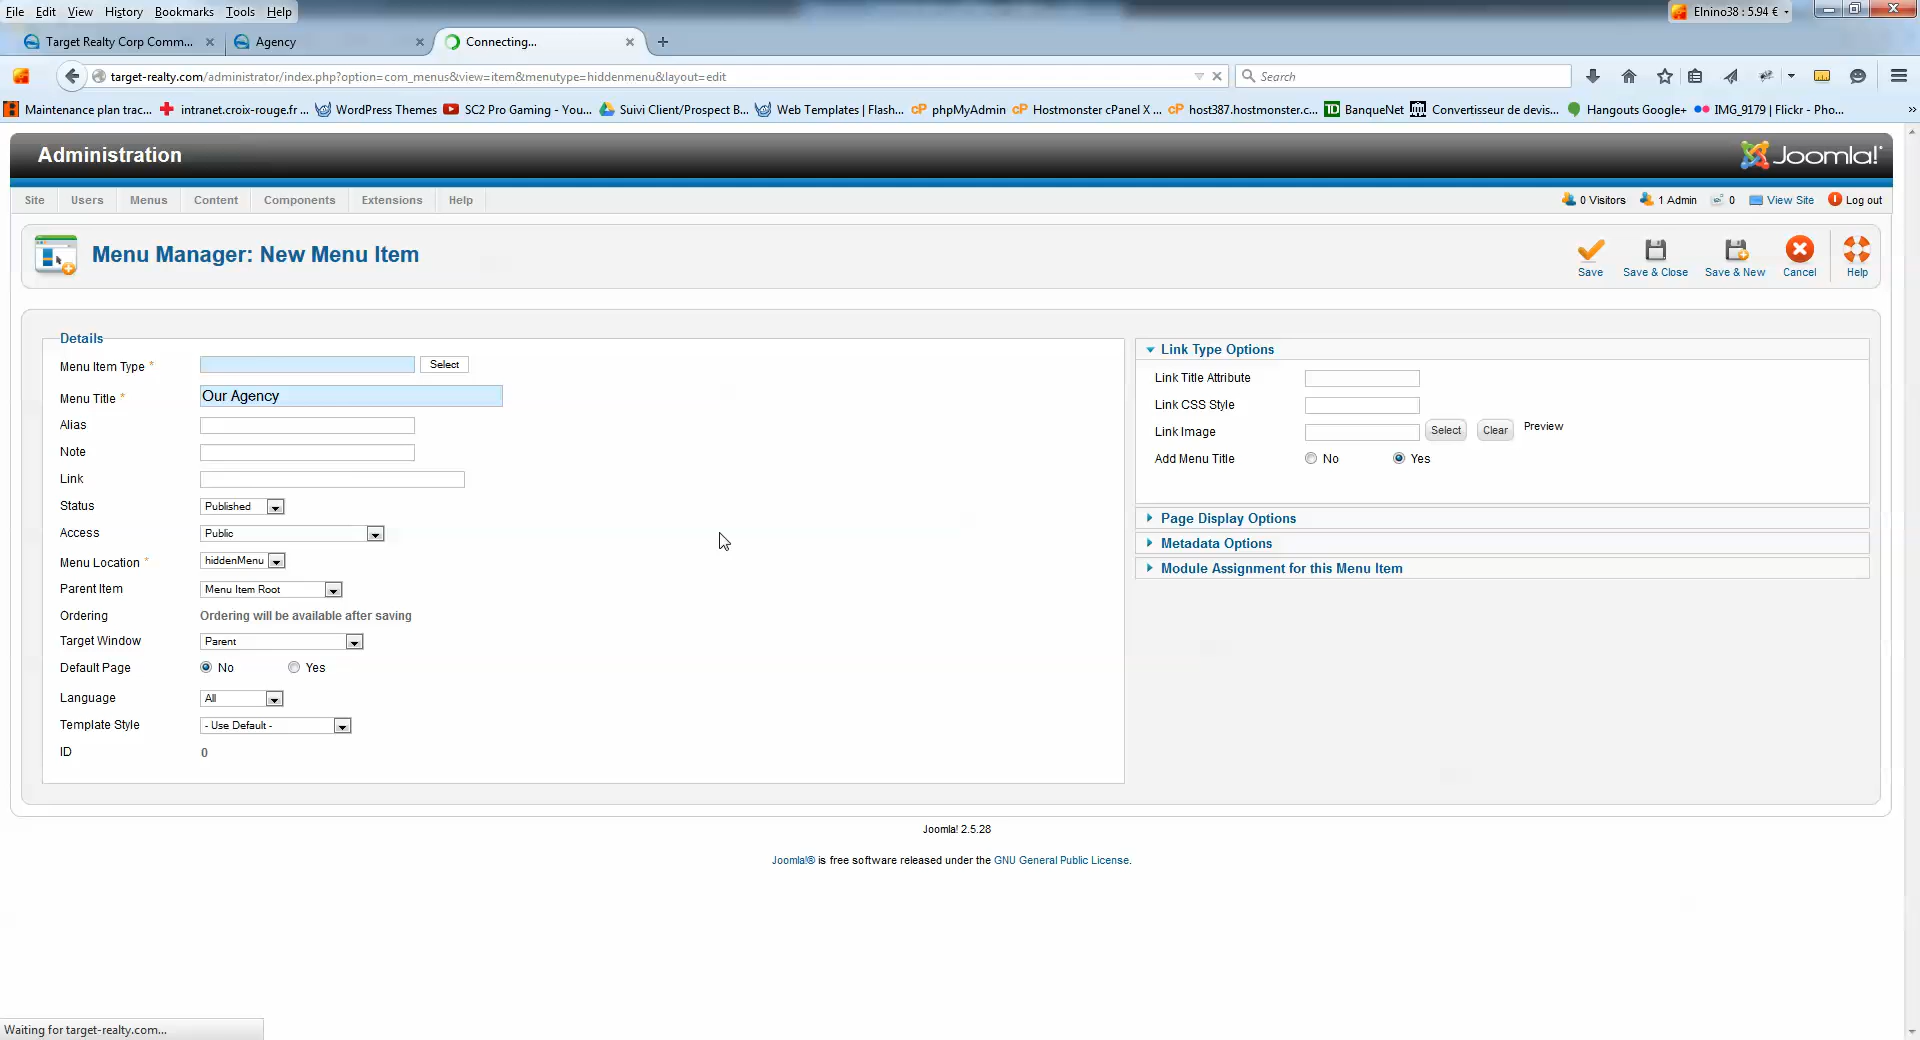 File Edit View History Bookmarks Tools Help
Elnino38 : 5.94 €
Target Realty Corp Comm...
Agency
Connecting...
target-realty.com/administrator/index.php?option=com_menus&view=item&menutype=hiddenmenu&layout=edit
Search
Maintenance plan trac... intranet.croix-rouge.fr ... WordPress Themes SC2 Pro Gaming - You... Suivi Client/Prospect B... Web Templates | Flash... phpMyAdmin Hostmonster cPanel X ... host387.hostmonster.c... BanqueNet Convertisseur de devis... Hangouts Google+ IMG_9179 | Flickr - Pho... »
Administration
Joomla!
Site Users Menus Content Components Extensions Help
0 Visitors 1 Admin 0 View Site Log out
Menu Manager: New Menu Item
Save Save & Close Save & New Cancel Help
Details
Menu Item Type *
Select
Menu Title * Our Agency
Alias
Note
Link
Status Published
Access Public
Menu Location * hiddenMenu
Parent Item Menu Item Root
Ordering Ordering will be available after saving
Target Window Parent
Default Page No Yes
Language All
Template Style - Use Default -
ID 0
Link Type Options
Link Title Attribute
Link CSS Style
Link Image Select Clear Preview
Add Menu Title No Yes
Page Display Options
Metadata Options
Module Assignment for this Menu Item
Joomla! 2.5.28
Joomla!® is free software released under the GNU General Public License.
Waiting for target-realty.com...